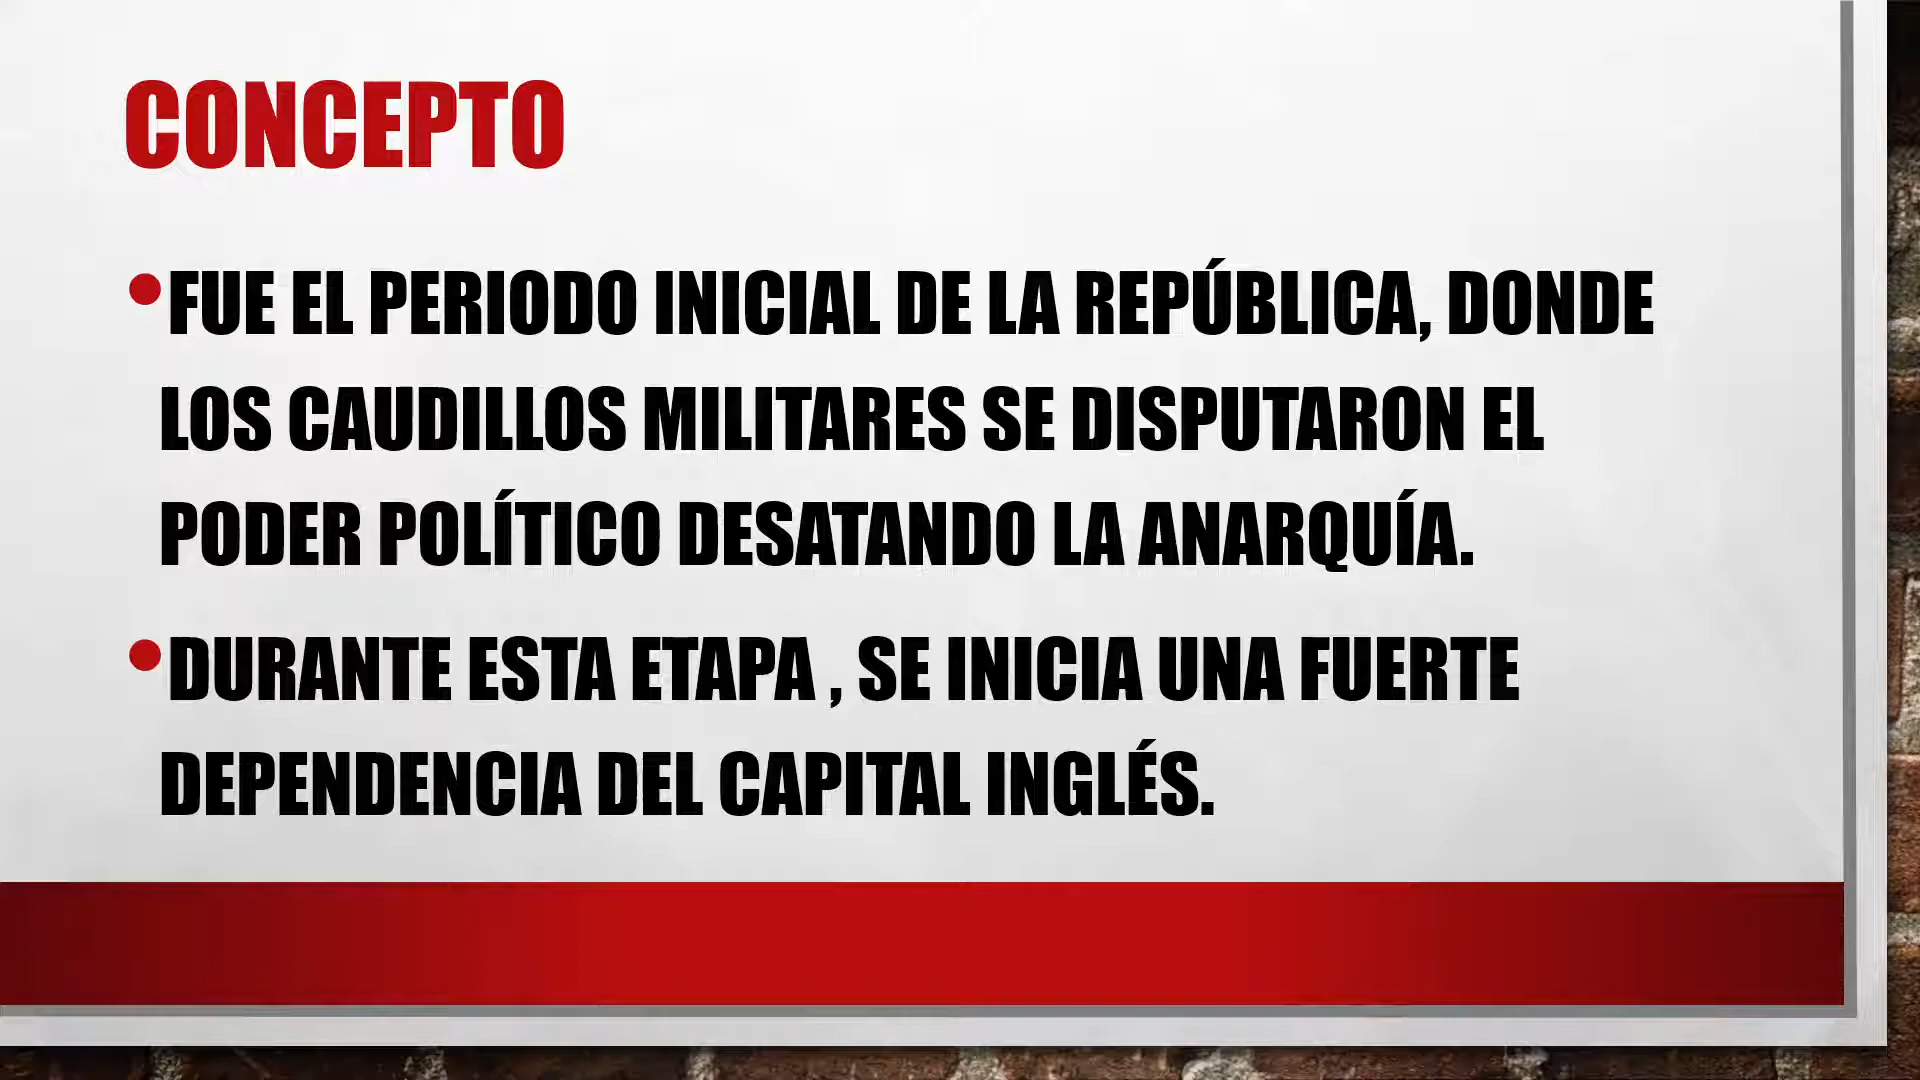 CONCEPTO
•FUE EL PERIODO INICIAL DE LA REPÚBLICA, DONDE
LOS CAUDILLOS MILITARES SE DISPUTARON EL
PODER POLÍTICO DESATANDO LA ANARQUÍA.
•DURANTE ESTA ETAPA , SE INICIA UNA FUERTE
DEPENDENCIA DEL CAPITAL INGLÉS.